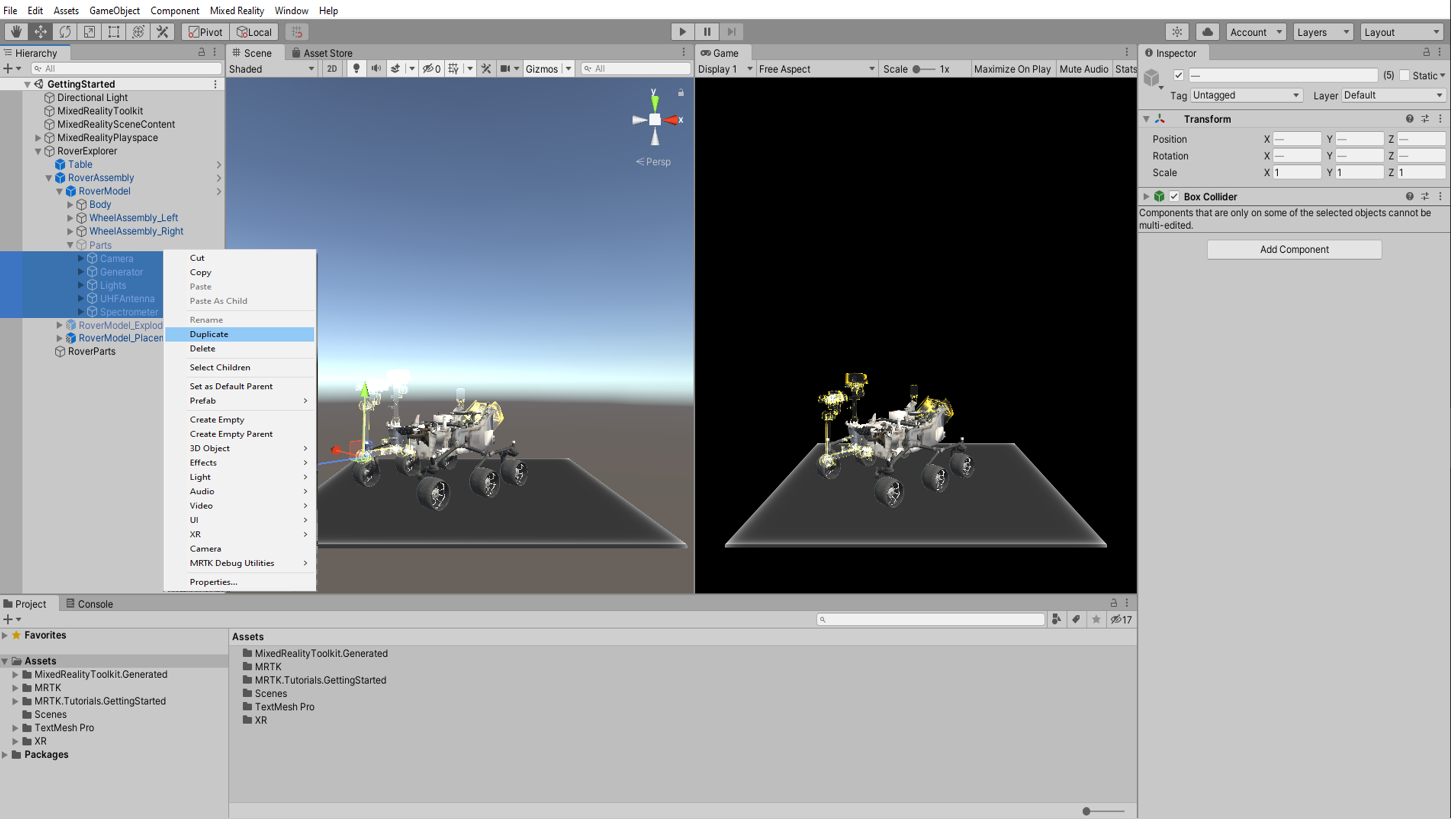 File Edit Assets GameObject Component Mixed Reality Window Help
Pivot Local Account Layers Layout
Hierarchy
All
GettingStarted
Directional Light
MixedRealityToolkit
MixedRealitySceneContent
MixedRealityPlayspace
RoverExplorer
Table
RoverAssembly
RoverModel
Body
WheelAssembly_Left
WheelAssembly_Right
Parts
Camera
Generator
Lights
UHFAntenna
Spectrometer
RoverModel_Explod
RoverModel_Placem
RoverParts
Cut
Copy
Paste
Paste As Child
Rename
Duplicate
Delete
Select Children
Set as Default Parent
Prefab
Create Empty
Create Empty Parent
3D Object
Effects
Light
Audio
Video
UI
XR
Camera
MRTK Debug Utilities
Properties...
Scene Asset Store
Shaded 2D 0 Gizmos All
y
x
Persp
Game
Display 1 Free Aspect Scale 1x Maximize On Play Mute Audio Stats
Inspector
— (5) Static
Tag Untagged Layer Default
Transform
Position X — Y — Z —
Rotation X — Y — Z —
Scale X 1 Y 1 Z 1
Box Collider
Components that are only on some of the selected objects cannot be
multi-edited.
Add Component
Project Console
17
Favorites
Assets
MixedRealityToolkit.Generated
MRTK
MRTK.Tutorials.GettingStarted
Scenes
TextMesh Pro
XR
Packages
Assets
MixedRealityToolkit.Generated
MRTK
MRTK.Tutorials.GettingStarted
Scenes
TextMesh Pro
XR